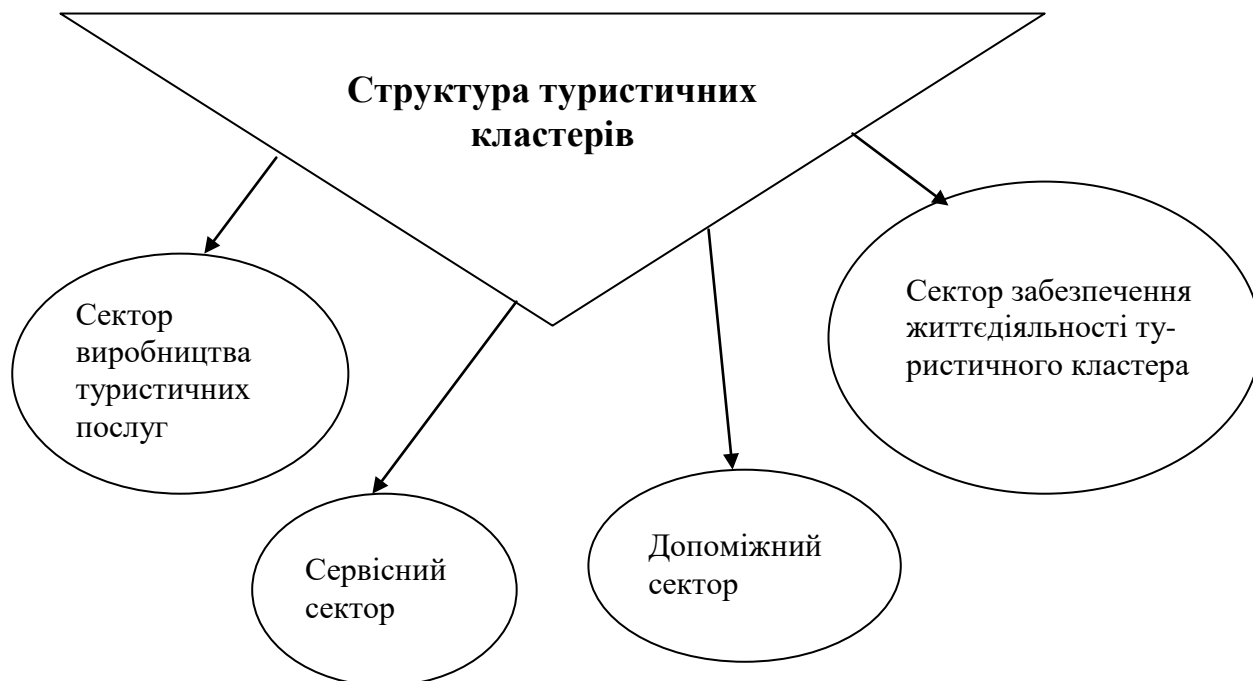 Структура туристичних
кластерів
Сектор
виробництва
туристичних
послуг
Сервісний
сектор
Допоміжний
сектор
Сектор забезпечення
життєдіяльності ту-
ристичного кластера